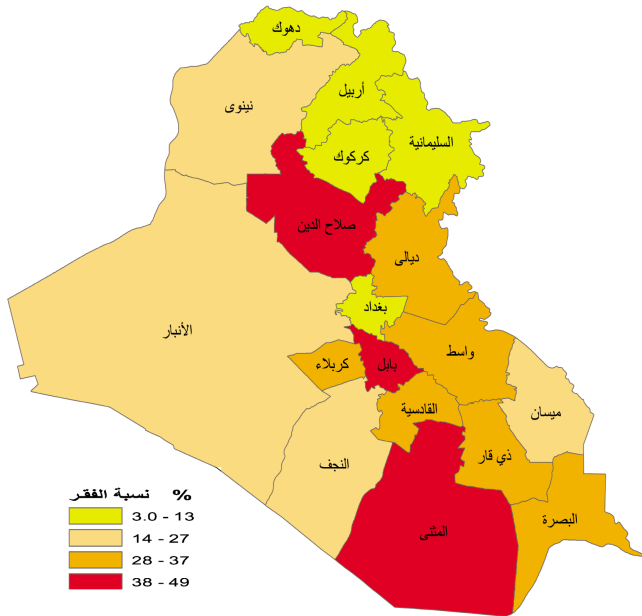 دهوك
نينوى
أربيل
السليمانية
كركوك
صلاح الدين
ديالى
بغداد
الأنبار
واسط
بابل
كربلاء
ميسان
القادسية
النجف
ذي قار
المثنى
البصرة
نسبة الفقر %
3.0 - 13
14 - 27
28 - 37
38 - 49